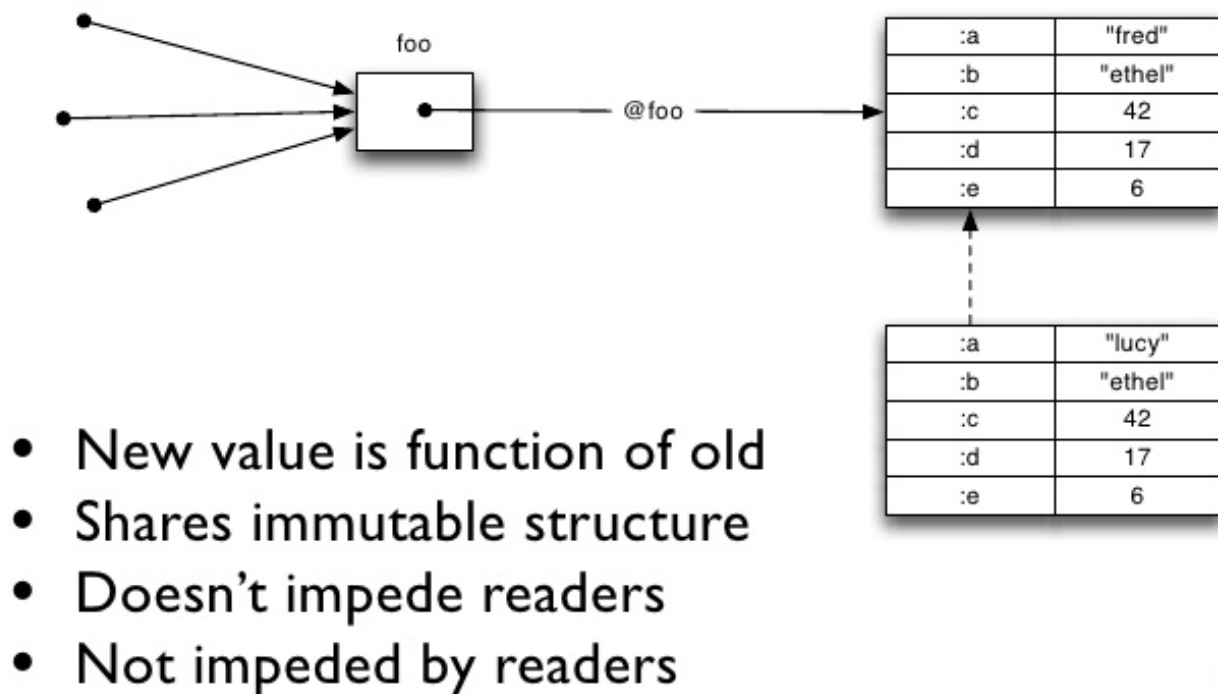 foo
@foo
:a "fred"
:b "ethel"
:c 42
:d 17
:e 6
:a "lucy"
:b "ethel"
:c 42
:d 17
:e 6
• New value is function of old
• Shares immutable structure
• Doesn’t impede readers
• Not impeded by readers